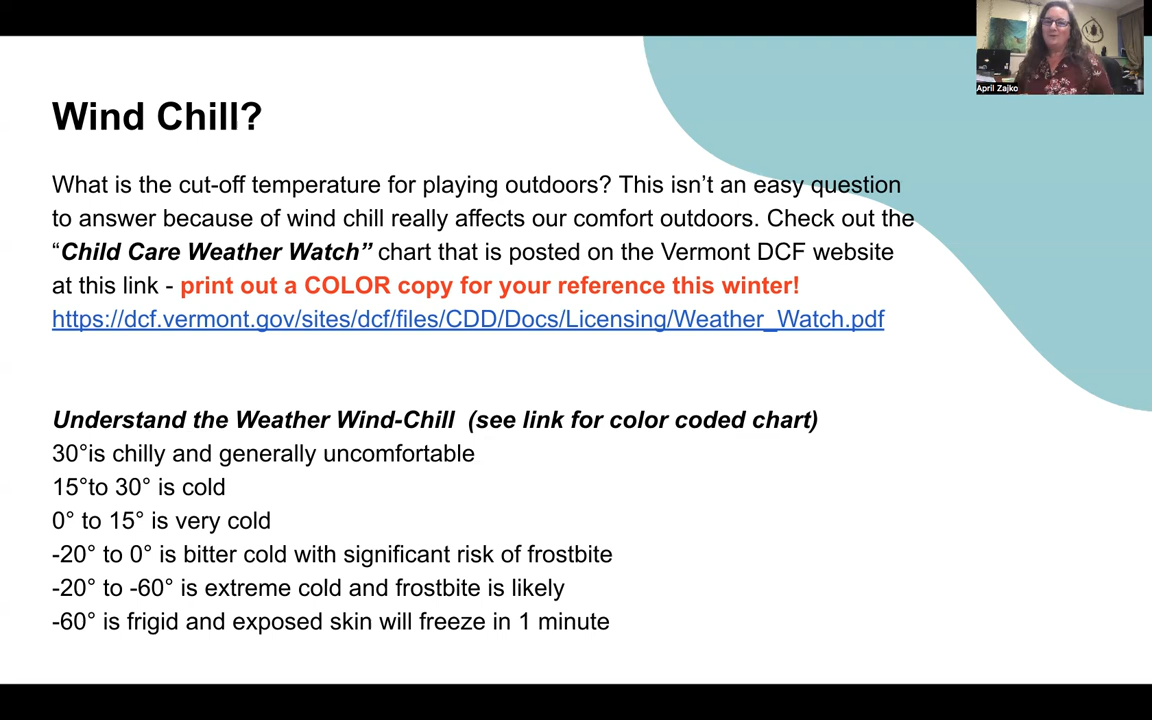 April Zajko
Wind Chill?
What is the cut-off temperature for playing outdoors? This isn’t an easy question
to answer because of wind chill really affects our comfort outdoors. Check out the
“Child Care Weather Watch” chart that is posted on the Vermont DCF website
at this link - print out a COLOR copy for your reference this winter!
https://dcf.vermont.gov/sites/dcf/files/CDD/Docs/Licensing/Weather_Watch.pdf
Understand the Weather Wind-Chill  (see link for color coded chart)
30°is chilly and generally uncomfortable
15°to 30° is cold
0° to 15° is very cold
-20° to 0° is bitter cold with significant risk of frostbite
-20° to -60° is extreme cold and frostbite is likely
-60° is frigid and exposed skin will freeze in 1 minute